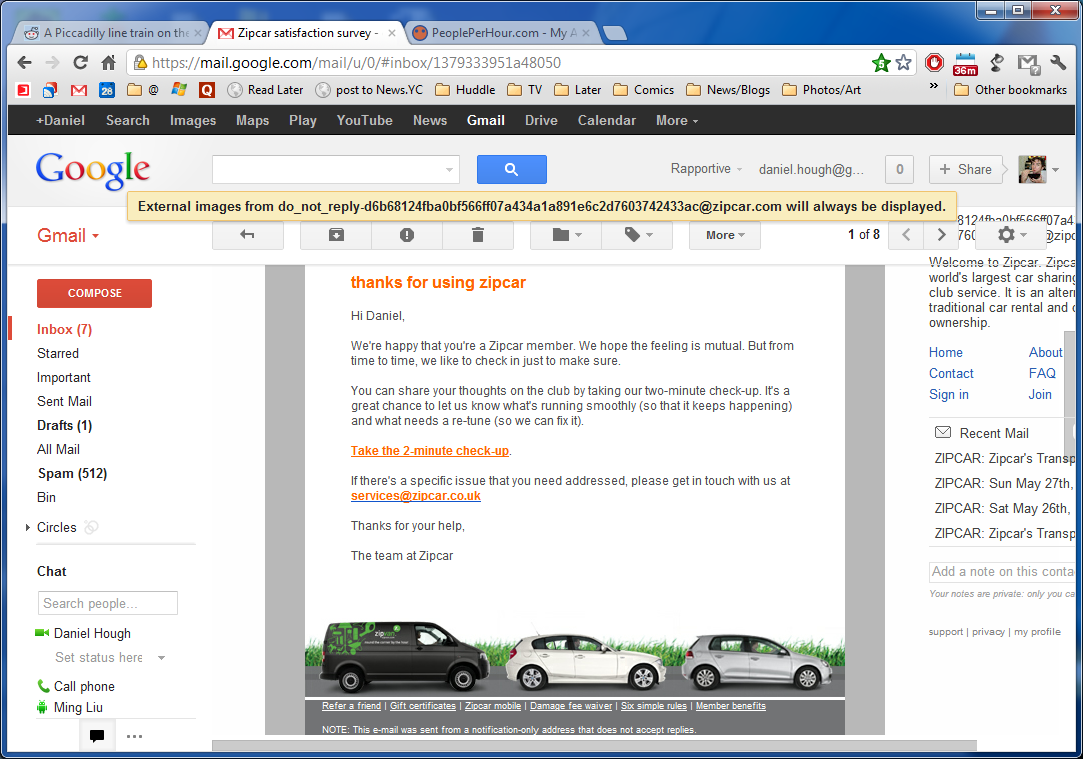 A Piccadilly line train on the
Zipcar satisfaction survey -
PeoplePerHour.com - My A
https://mail.google.com/mail/u/0/#inbox/1379333951a48050
36m
28
@
Q
Read Later
post to News.YC
Huddle
TV
Later
Comics
News/Blogs
Photos/Art
»
Other bookmarks
+Daniel
Search
Images
Maps
Play
YouTube
News
Gmail
Drive
Calendar
More
Google
Rapportive
daniel.hough@g...
0
+ Share
External images from do_not_reply-d6b68124fba0bf566ff07a434a1a891e6c2d7603742433ac@zipcar.com will always be displayed.
Gmail
More
1 of 8
COMPOSE
Inbox (7)
Starred
Important
Sent Mail
Drafts (1)
All Mail
Spam (512)
Bin
Circles
Chat
Search people...
Daniel Hough
Set status here
Call phone
Ming Liu
thanks for using zipcar
Hi Daniel,
We're happy that you're a Zipcar member. We hope the feeling is mutual. But from
time to time, we like to check in just to make sure.
You can share your thoughts on the club by taking our two-minute check-up. It's a
great chance to let us know what's running smoothly (so that it keeps happening)
and what needs a re-tune (so we can fix it).
Take the 2-minute check-up.
If there's a specific issue that you need addressed, please get in touch with us at
services@zipcar.co.uk
Thanks for your help,
The team at Zipcar
zipvan
Refer a friend | Gift certificates | Zipcar mobile | Damage fee waiver | Six simple rules | Member benefits
NOTE: This e-mail was sent from a notification-only address that does not accept replies.
Welcome to Zipcar. Zipca
world's largest car sharing
club service. It is an altern
traditional car rental and c
ownership.
Home
About
Contact
FAQ
Sign in
Join
Recent Mail
ZIPCAR: Zipcar's Transp
ZIPCAR: Sun May 27th,
ZIPCAR: Sat May 26th,
ZIPCAR: Zipcar's Transp
Add a note on this conta
Your notes are private: only you ca
support | privacy | my profile